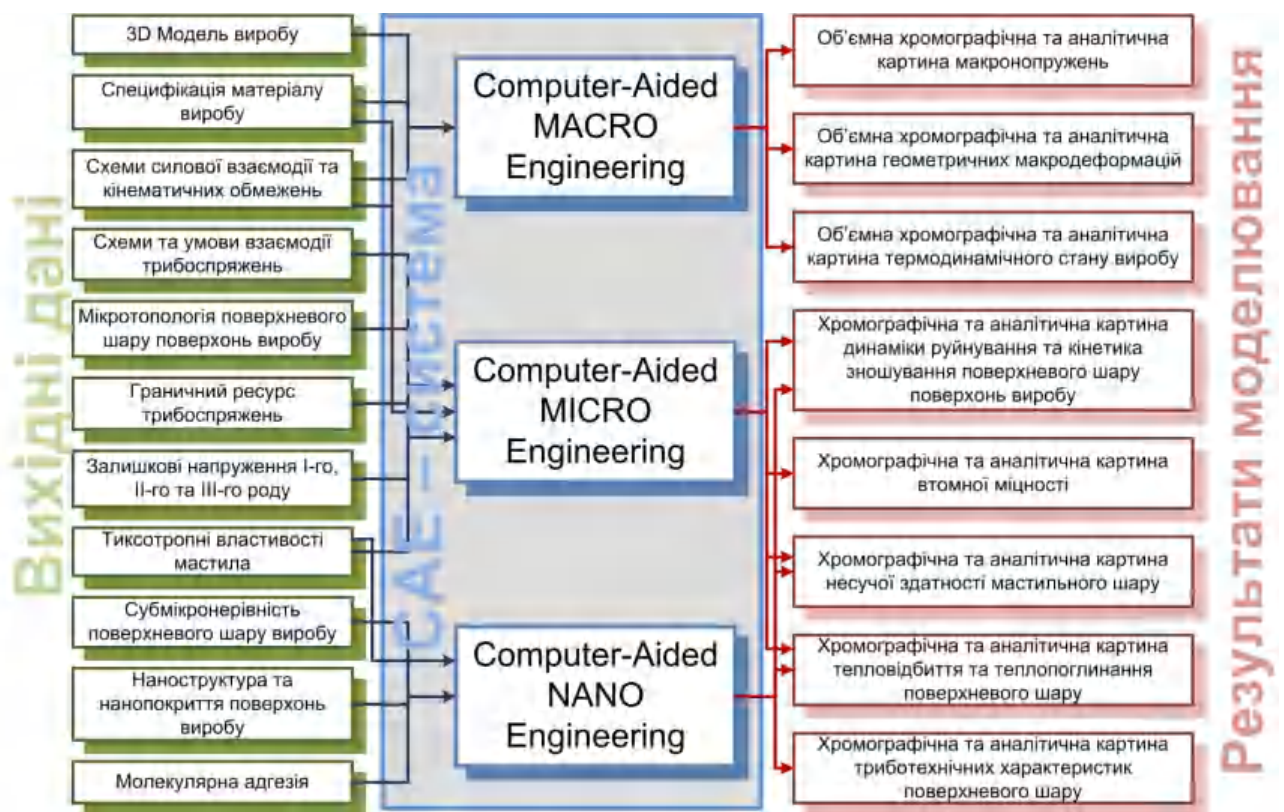 Вихідні дані
3D Модель виробу
Специфікація матеріалу
виробу
Схеми силової взаємодії та
кінематичних обмежень
Схеми та умови взаємодії
трибоспряжень
Мікротопологія поверхневого
шару поверхонь виробу
Граничний ресурс
трибоспряжень
Залишкові напруження I-го,
II-го та III-го роду
Тиксотропні властивості
мастила
Субмікронерівність
поверхневого шару виробу
Наноструктура та
нанопокриття поверхонь
виробу
Молекулярна адгезія
CAE – система
Computer-Aided
MACRO
Engineering
Computer-Aided
MICRO
Engineering
Computer-Aided
NANO
Engineering
Об'ємна хромографічна та аналітична
картина макронопружень
Об'ємна хромографічна та аналітична
картина геометричних макродеформацій
Об'ємна хромографічна та аналітична
картина термодинамічного стану виробу
Хромографічна та аналітична картина
динаміки руйнування та кінетика
зношування поверхневого шару
поверхонь виробу
Хромографічна та аналітична картина
втомної міцності
Хромографічна та аналітична картина
несучої здатності мастильного шару
Хромографічна та аналітична картина
тепловідбиття та теплопоглинання
поверхневого шару
Хромографічна та аналітична картина
триботехнічних характеристик
поверхневого шару
Результати моделювання